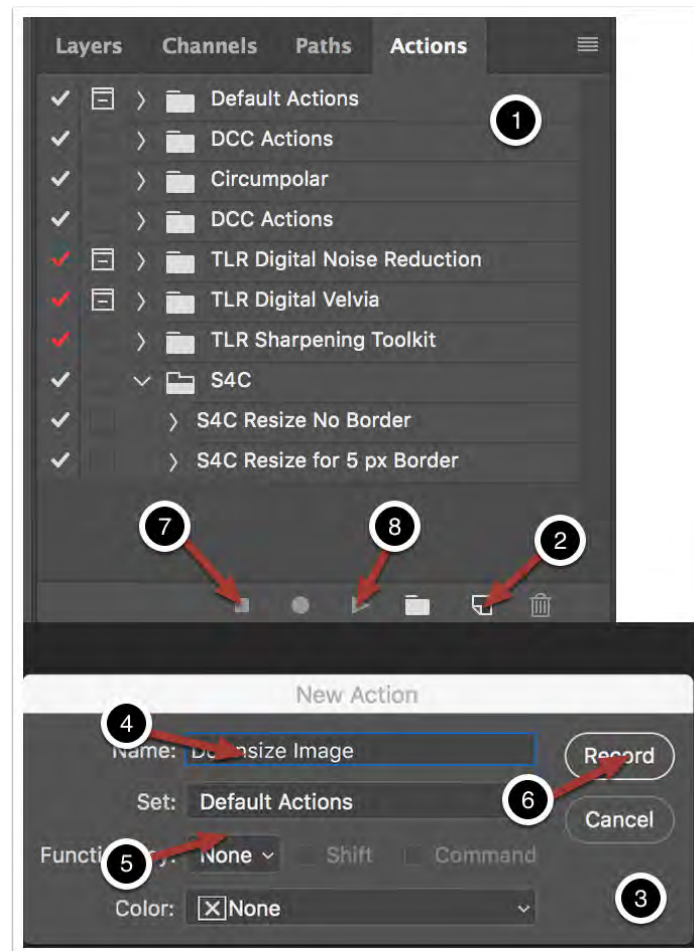 Layers Channels Paths Actions
Default Actions
1
DCC Actions
Circumpolar
DCC Actions
TLR Digital Noise Reduction
TLR Digital Velvia
TLR Sharpening Toolkit
S4C
S4C Resize No Border
S4C Resize for 5 px Border
7 8 2
New Action
4
Name: Image
Record
Set: Default Actions
6
Cancel
5
None Shift Command
3
Color: None